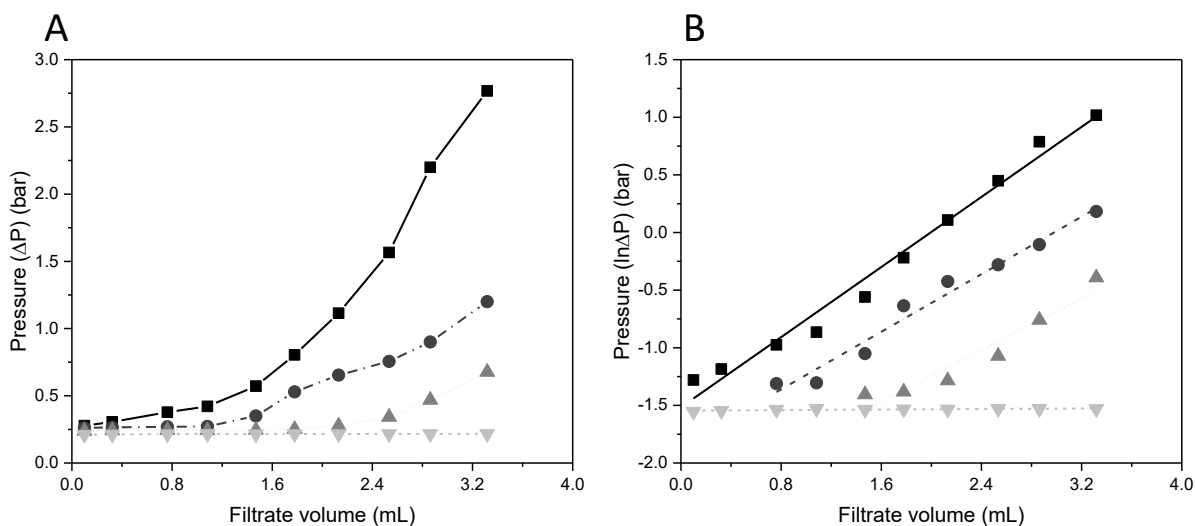 A
3.0
2.5
2.0
1.5
1.0
0.5
0.0
0.0 0.8 1.6 2.4 3.2 4.0
Pressure (ΔP) (bar)
Filtrate volume (mL)
B
1.5
1.0
0.5
0.0
-0.5
-1.0
-1.5
-2.0
0.0 0.8 1.6 2.4 3.2 4.0
Pressure (lnΔP) (bar)
Filtrate volume (mL)